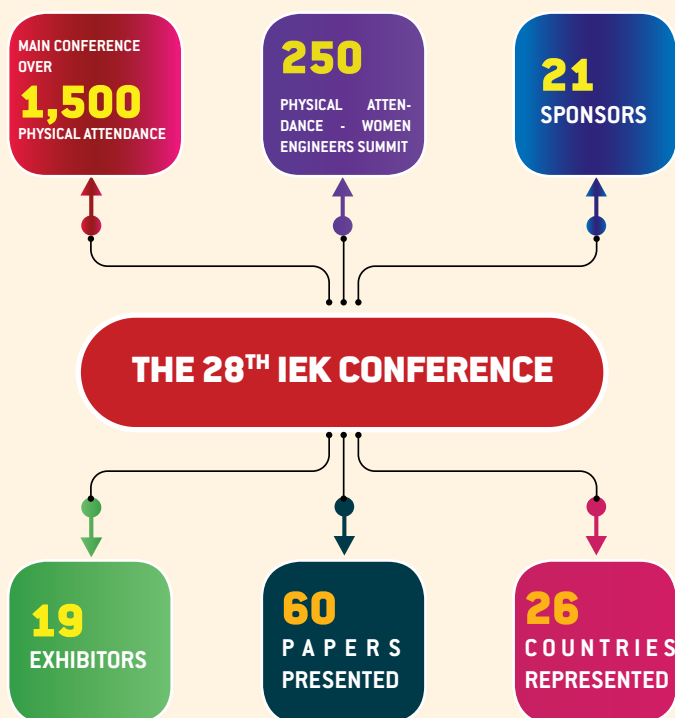 MAIN CONFERENCE
OVER
1,500
PHYSICAL ATTENDANCE
250
PHYSICAL ATTEN-
DANCE - WOMEN
ENGINEERS SUMMIT
21
SPONSORS
THE 28TH IEK CONFERENCE
19
EXHIBITORS
60
PAPERS
PRESENTED
26
COUNTRIES
REPRESENTED